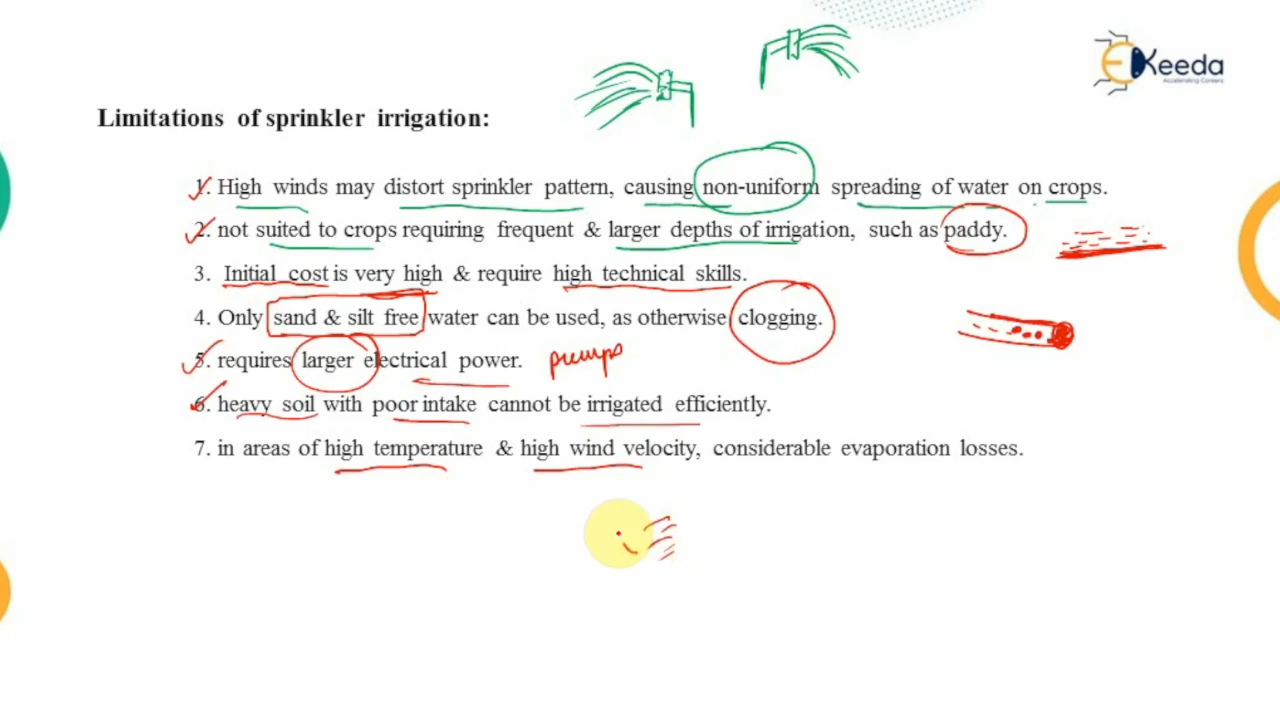 EKeeda
Accelerating Careers
Limitations of sprinkler irrigation:
1. High winds may distort sprinkler pattern, causing non-uniform spreading of water on crops.
2. not suited to crops requiring frequent & larger depths of irrigation, such as paddy.
3. Initial cost is very high & require high technical skills.
4. Only sand & silt free water can be used, as otherwise clogging.
5. requires larger electrical power. pumps
6. heavy soil with poor intake cannot be irrigated efficiently.
7. in areas of high temperature & high wind velocity, considerable evaporation losses.